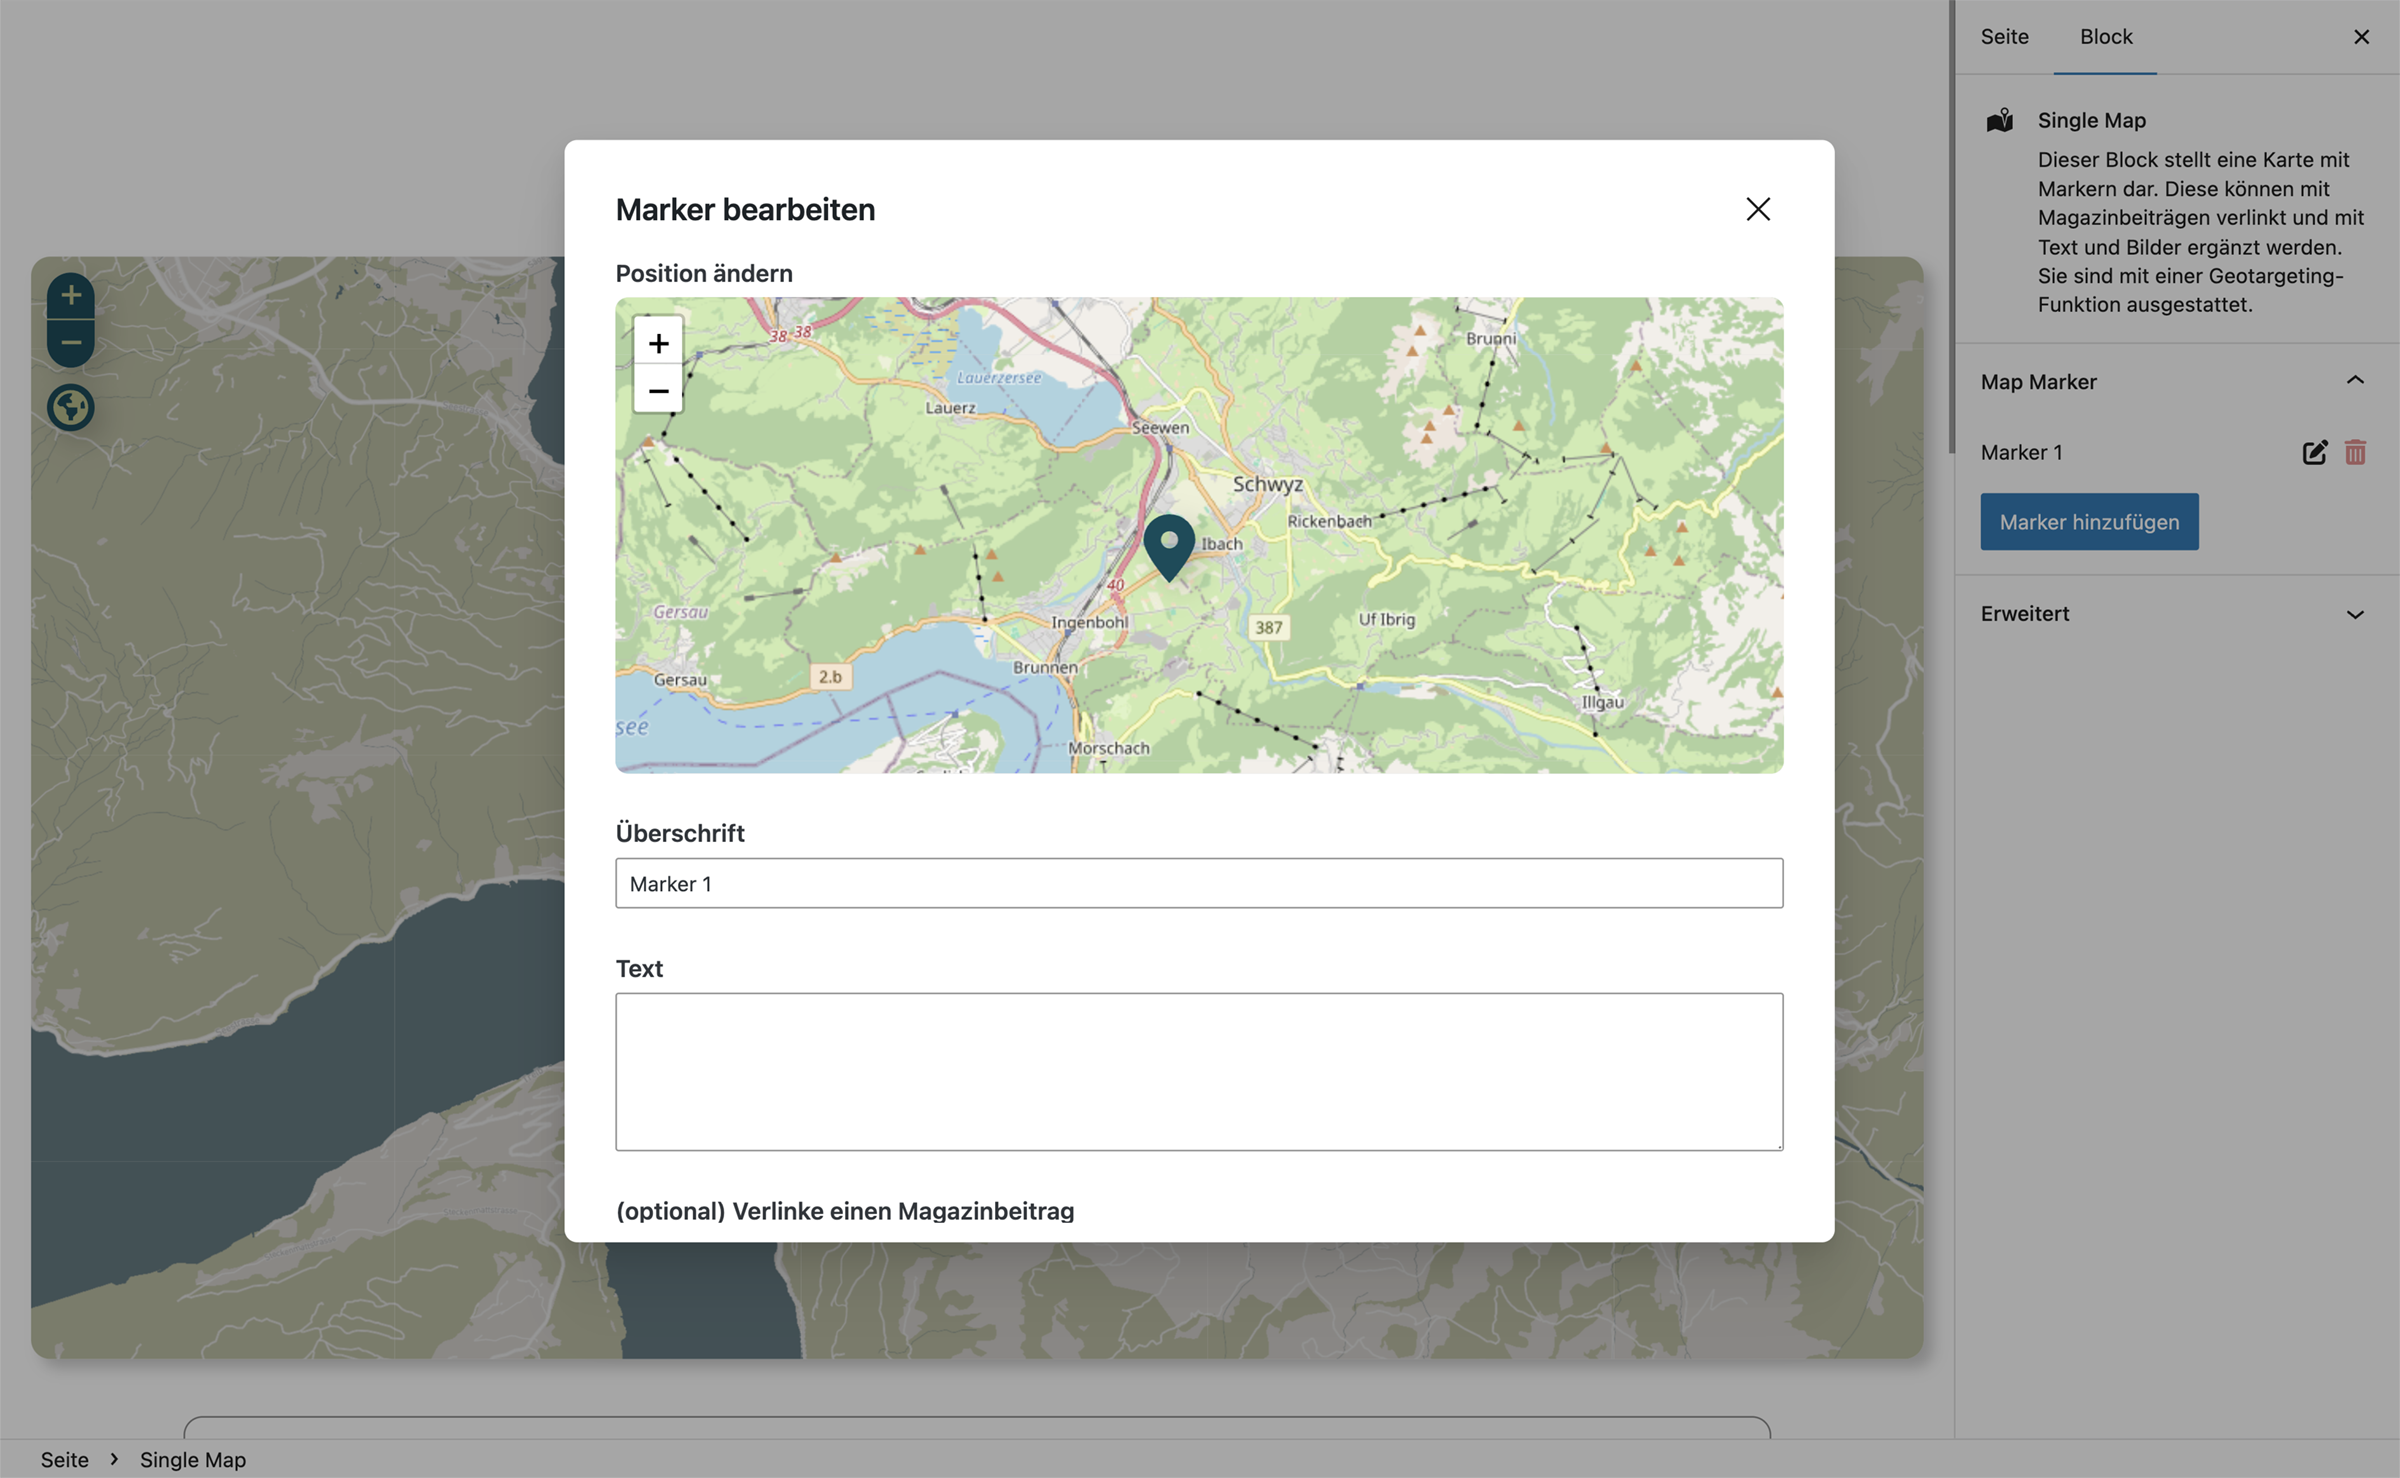 Seite
Block
Single Map
Dieser Block stellt eine Karte mit
Markern dar. Diese können mit
Magazinbeiträgen verlinkt und mit
Text und Bilder ergänzt werden.
Sie sind mit einer Geotargeting-
Funktion ausgestattet.
Map Marker
Marker 1
Marker hinzufügen
Erweitert
Marker bearbeiten
Position ändern
38 38
Brunni
Lauerzersee
Lauerz
Seewen
Schwyz
Rickenbach
Ibach
40
Gersau
Ingenbohl
387
Uf Ibrig
Brunnen
Gersau
2.b
Illgau
see
Morschach
Überschrift
Marker 1
Text
(optional) Verlinke einen Magazinbeitrag
Seite
Single Map